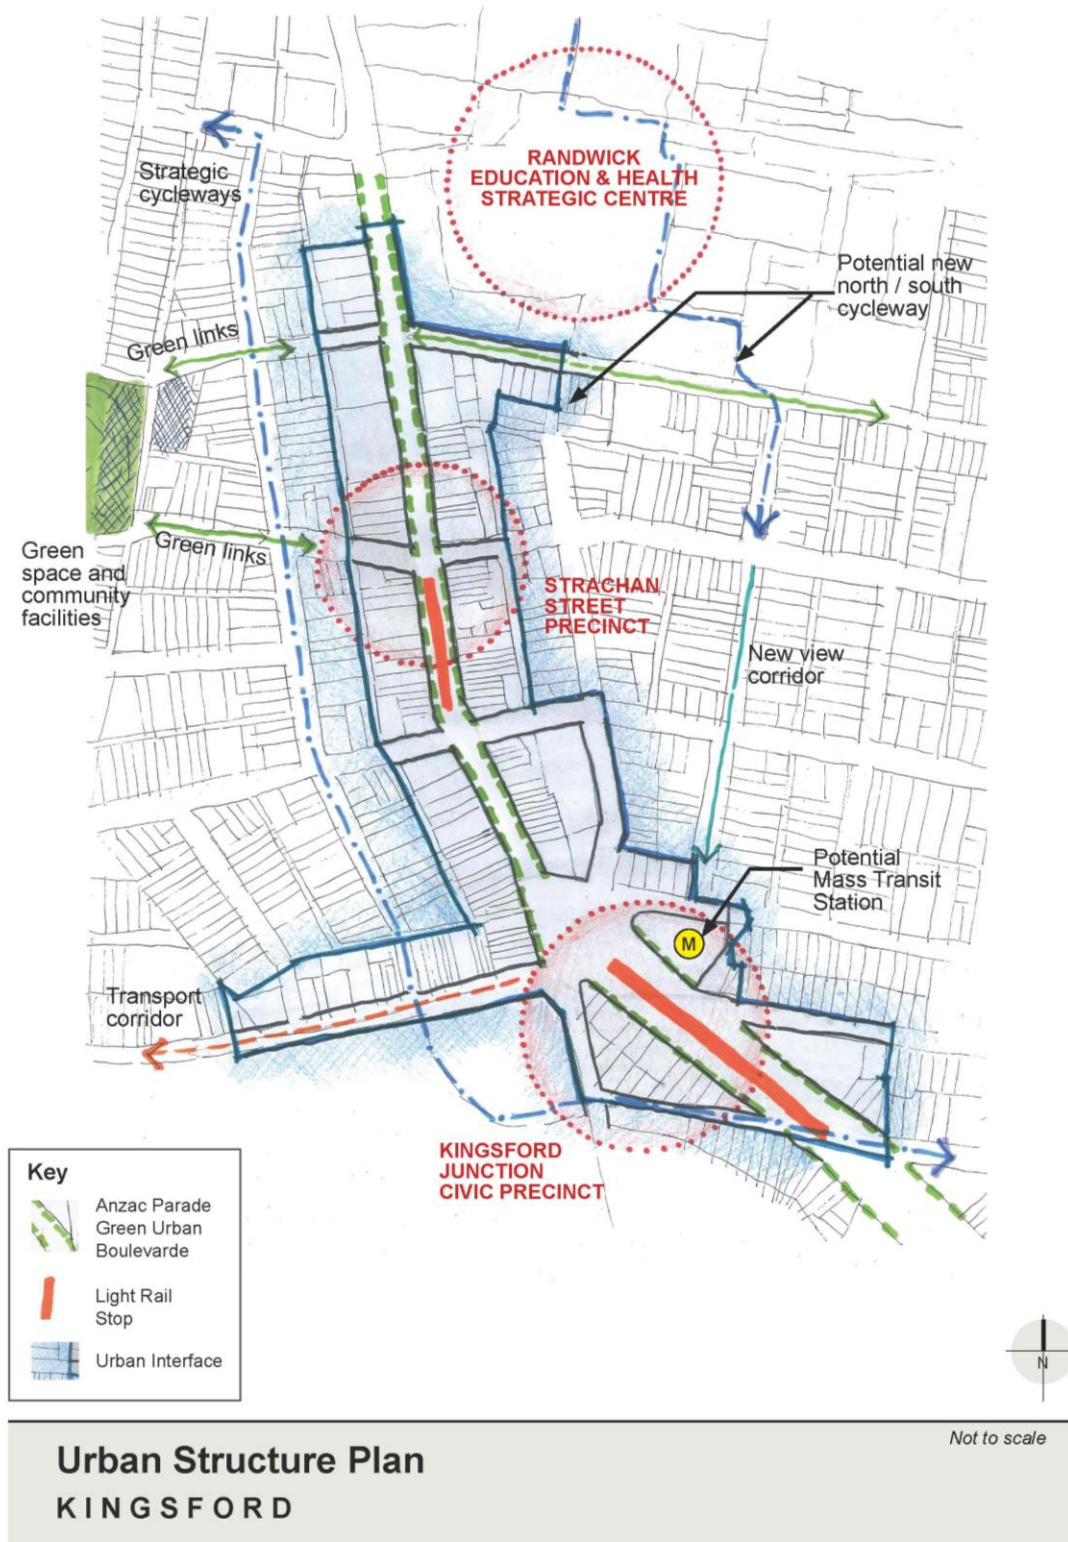 RANDWICK
EDUCATION & HEALTH
STRATEGIC CENTRE
Strategic
cycleways
Potential new
north / south
cycleway
Green links
Green links
Green
space and
community
facilities
STRACHAN
STREET
PRECINCT
New view
corridor
Potential
Mass Transit
Station
M
Transport
corridor
KINGSFORD
JUNCTION
CIVIC PRECINCT
Key
Anzac Parade
Green Urban
Boulevarde
Light Rail
Stop
Urban Interface
N
Not to scale
Urban Structure Plan
KINGSFORD